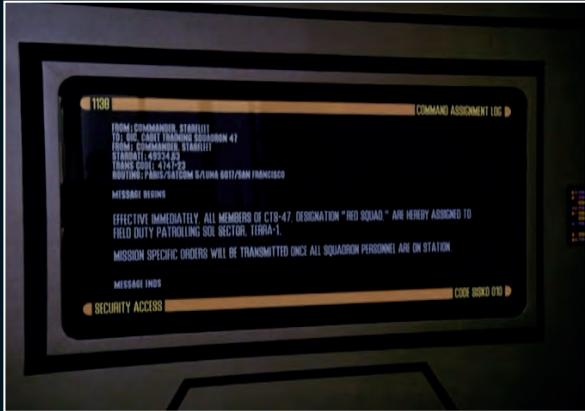 1138
COMMAND ASSIGNMENT LOG
FROM: COMMANDER, STARFLEET
TO: OIC, CADET TRAINING SQUADRON 47
FROM: COMMANDER, STARFLEET
STARDATE: 49934.63
TRANS CODE: 4747-23
ROUTING: PARIS/SATCOM 5/LUNA 6017/SAN FRANCISCO
MESSAGE BEGINS
EFFECTIVE IMMEDIATELY, ALL MEMBERS OF CTS-47, DESIGNATION "RED SQUAD," ARE HEREBY ASSIGNED TO
FIELD DUTY PATROLLING SOL SECTOR, TERRA-1.
MISSION SPECIFIC ORDERS WILL BE TRANSMITTED ONCE ALL SQUADRON PERSONNEL ARE ON STATION
MESSAGE ENDS
SECURITY ACCESS
CODE SISKO 010